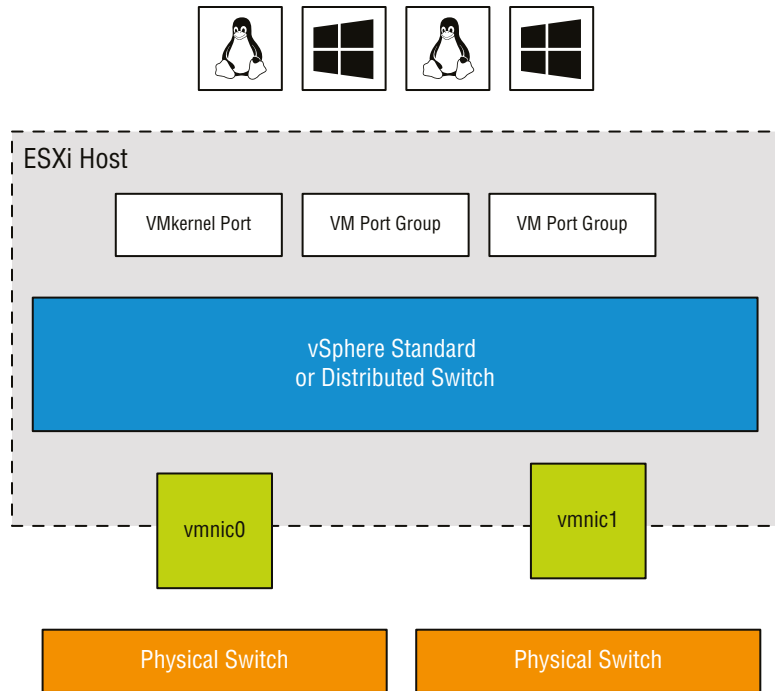 ESXi Host
VMkernel Port
VM Port Group
VM Port Group
vSphere Standard
or Distributed Switch
vmnic0
vmnic1
Physical Switch
Physical Switch